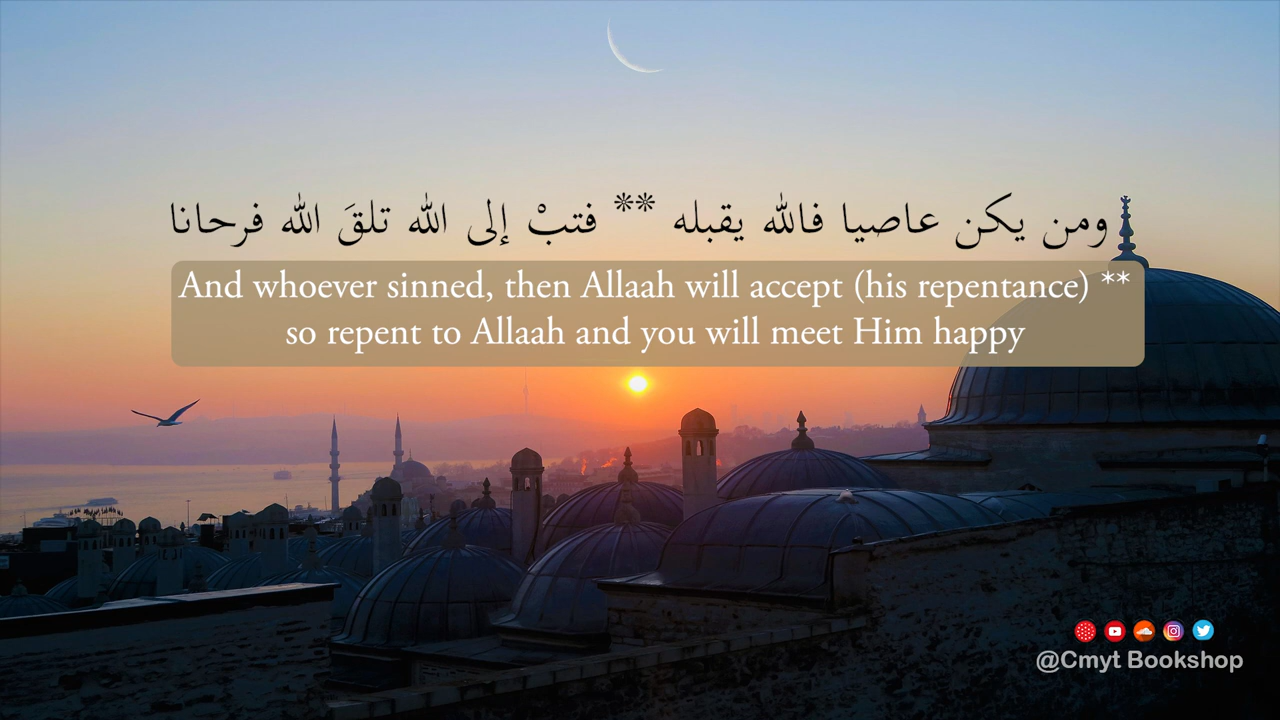 ومن يكن عاصيا فالله يقبله ** فتبْ إلى الله تلقَ الله فرحانا
And whoever sinned, then Allaah will accept (his repentance) **
so repent to Allaah and you will meet Him happy
@Cmyt Bookshop